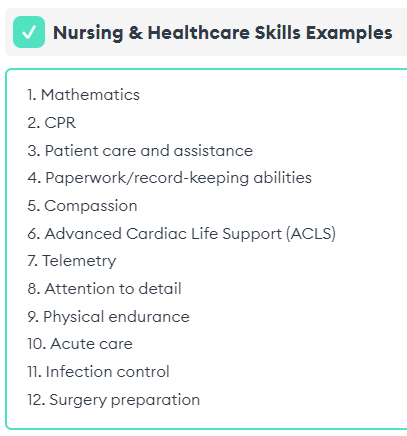 Nursing & Healthcare Skills Examples
1. Mathematics
2. CPR
3. Patient care and assistance
4. Paperwork/record-keeping abilities
5. Compassion
6. Advanced Cardiac Life Support (ACLS)
7. Telemetry
8. Attention to detail
9. Physical endurance
10. Acute care
11. Infection control
12. Surgery preparation